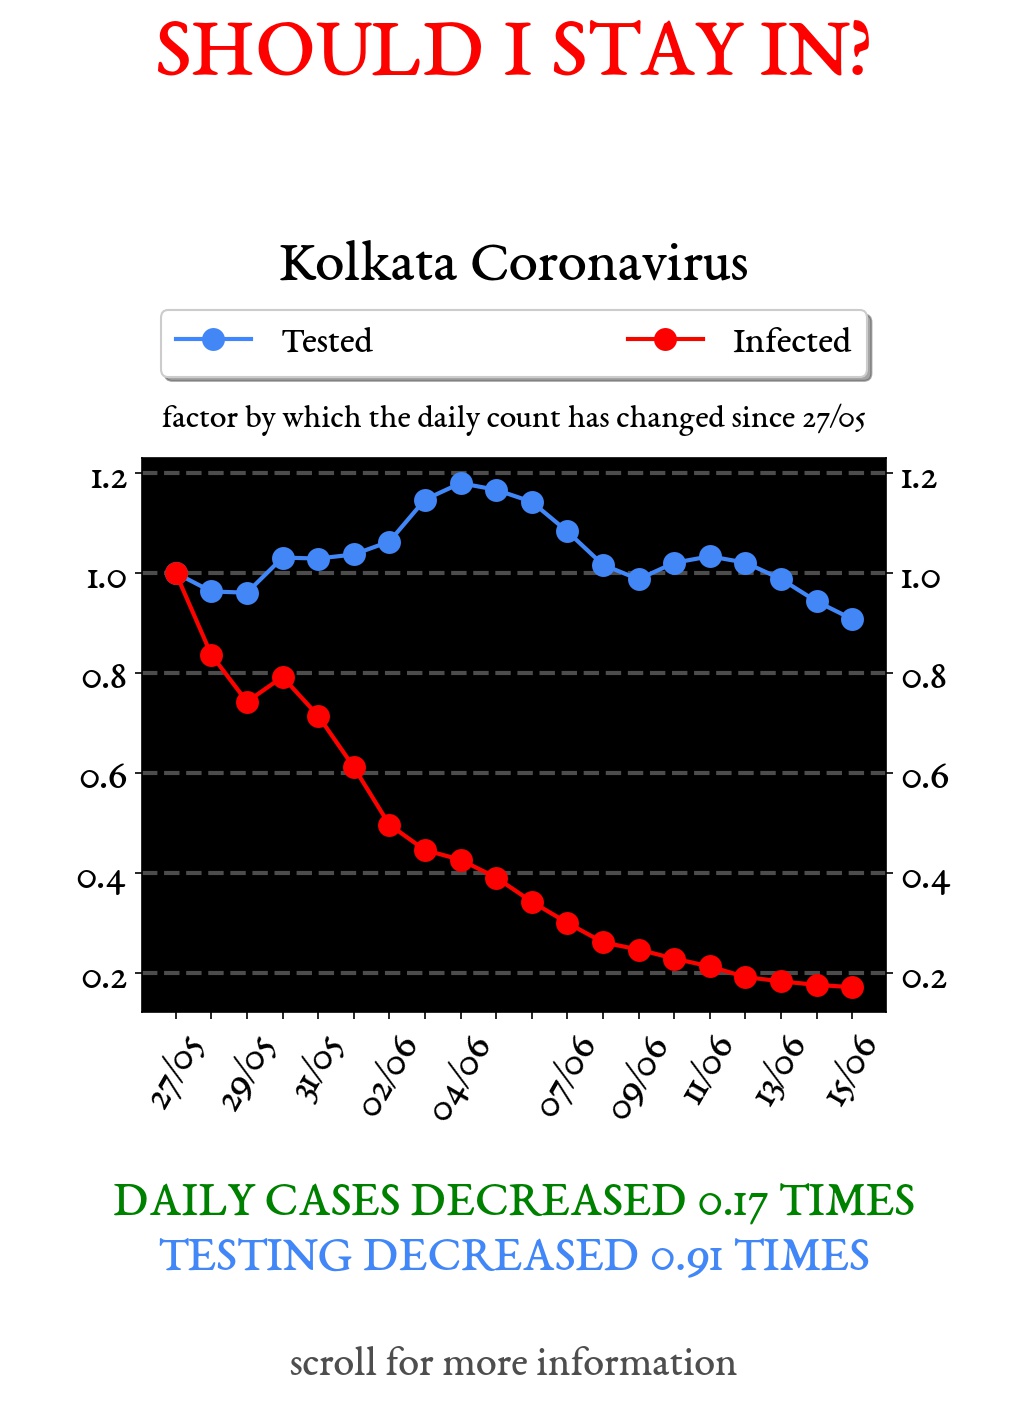 SHOULD I STAY IN?
Kolkata Coronavirus
Tested Infected
factor by which the daily count has changed since 27/05
1.2 1.2
1.0 1.0
0.8 0.8
0.6 0.6
0.4 0.4
0.2 0.2
27/05 29/05 31/05 02/06 04/06 07/06 09/06 11/06 13/06 15/06
DAILY CASES DECREASED 0.17 TIMES
TESTING DECREASED 0.91 TIMES
scroll for more information